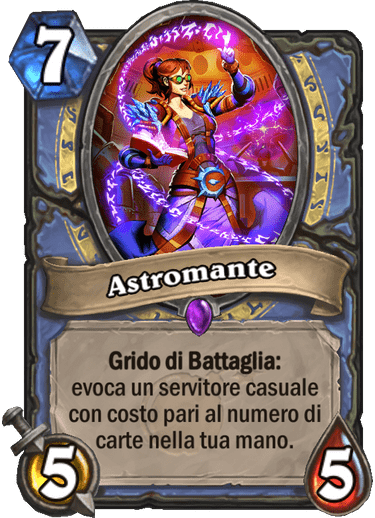 7
Astromante
Grido di Battaglia:
evoca un servitore casuale
con costo pari al numero di
carte nella tua mano.
5 5